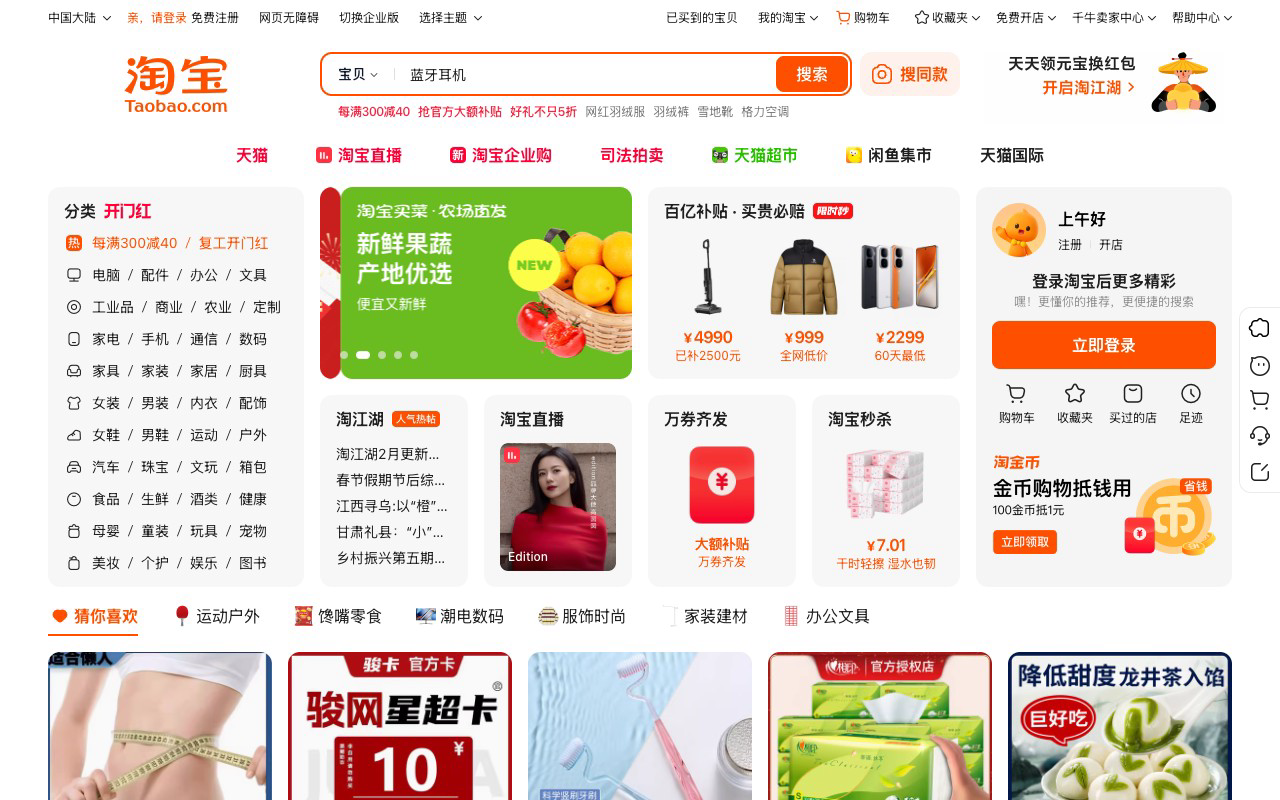 中国大陆
亲，请登录 免费注册
网页无障碍
切换企业版
选择主题
已买到的宝贝
我的淘宝
购物车
收藏夹
免费开店
千牛卖家中心
帮助中心
淘宝
Taobao.com
宝贝
蓝牙耳机
搜索
搜同款
天天领元宝换红包
开启淘江湖
每满300减40 抢官方大额补贴 好礼不只5折 网红羽绒服 羽绒裤 雪地靴 格力空调
天猫
淘宝直播
新 淘宝企业购
司法拍卖
天猫超市
闲鱼集市
天猫国际
分类 开门红
热 每满300减40 / 复工开门红
电脑 / 配件 / 办公 / 文具
工业品 / 商业 / 农业 / 定制
家电 / 手机 / 通信 / 数码
家具 / 家装 / 家居 / 厨具
女装 / 男装 / 内衣 / 配饰
女鞋 / 男鞋 / 运动 / 户外
汽车 / 珠宝 / 文玩 / 箱包
食品 / 生鲜 / 酒类 / 健康
母婴 / 童装 / 玩具 / 宠物
美妆 / 个护 / 娱乐 / 图书
淘宝买菜·农场直发
新鲜果蔬
产地优选
便宜又新鲜
NEW
百亿补贴 · 买贵必赔 限时秒
¥4990
已补2500元
¥999
全网低价
¥2299
60天最低
淘江湖 人气热帖
淘江湖2月更新...
春节假期节后综...
江西寻乌:以“橙”...
甘肃礼县：“小”...
乡村振兴第五期...
淘宝直播
Edition
万券齐发
¥
大额补贴
万券齐发
淘宝秒杀
¥7.01
干时轻擦 湿水也韧
上午好
注册
开店
登录淘宝后更多精彩
嘿！更懂你的推荐，更便捷的搜索
立即登录
购物车
收藏夹
买过的店
足迹
淘金币
金币购物抵钱用
100金币抵1元
立即领取
省钱
币
¥
猜你喜欢
运动户外
馋嘴零食
潮电数码
服饰时尚
家装建材
办公文具
适合懒人
骏卡 官方卡
骏网星超卡
10
¥
科学竖刷牙刷
心相印 官方授权店
心相印
降低甜度 龙井茶入馅
巨好吃